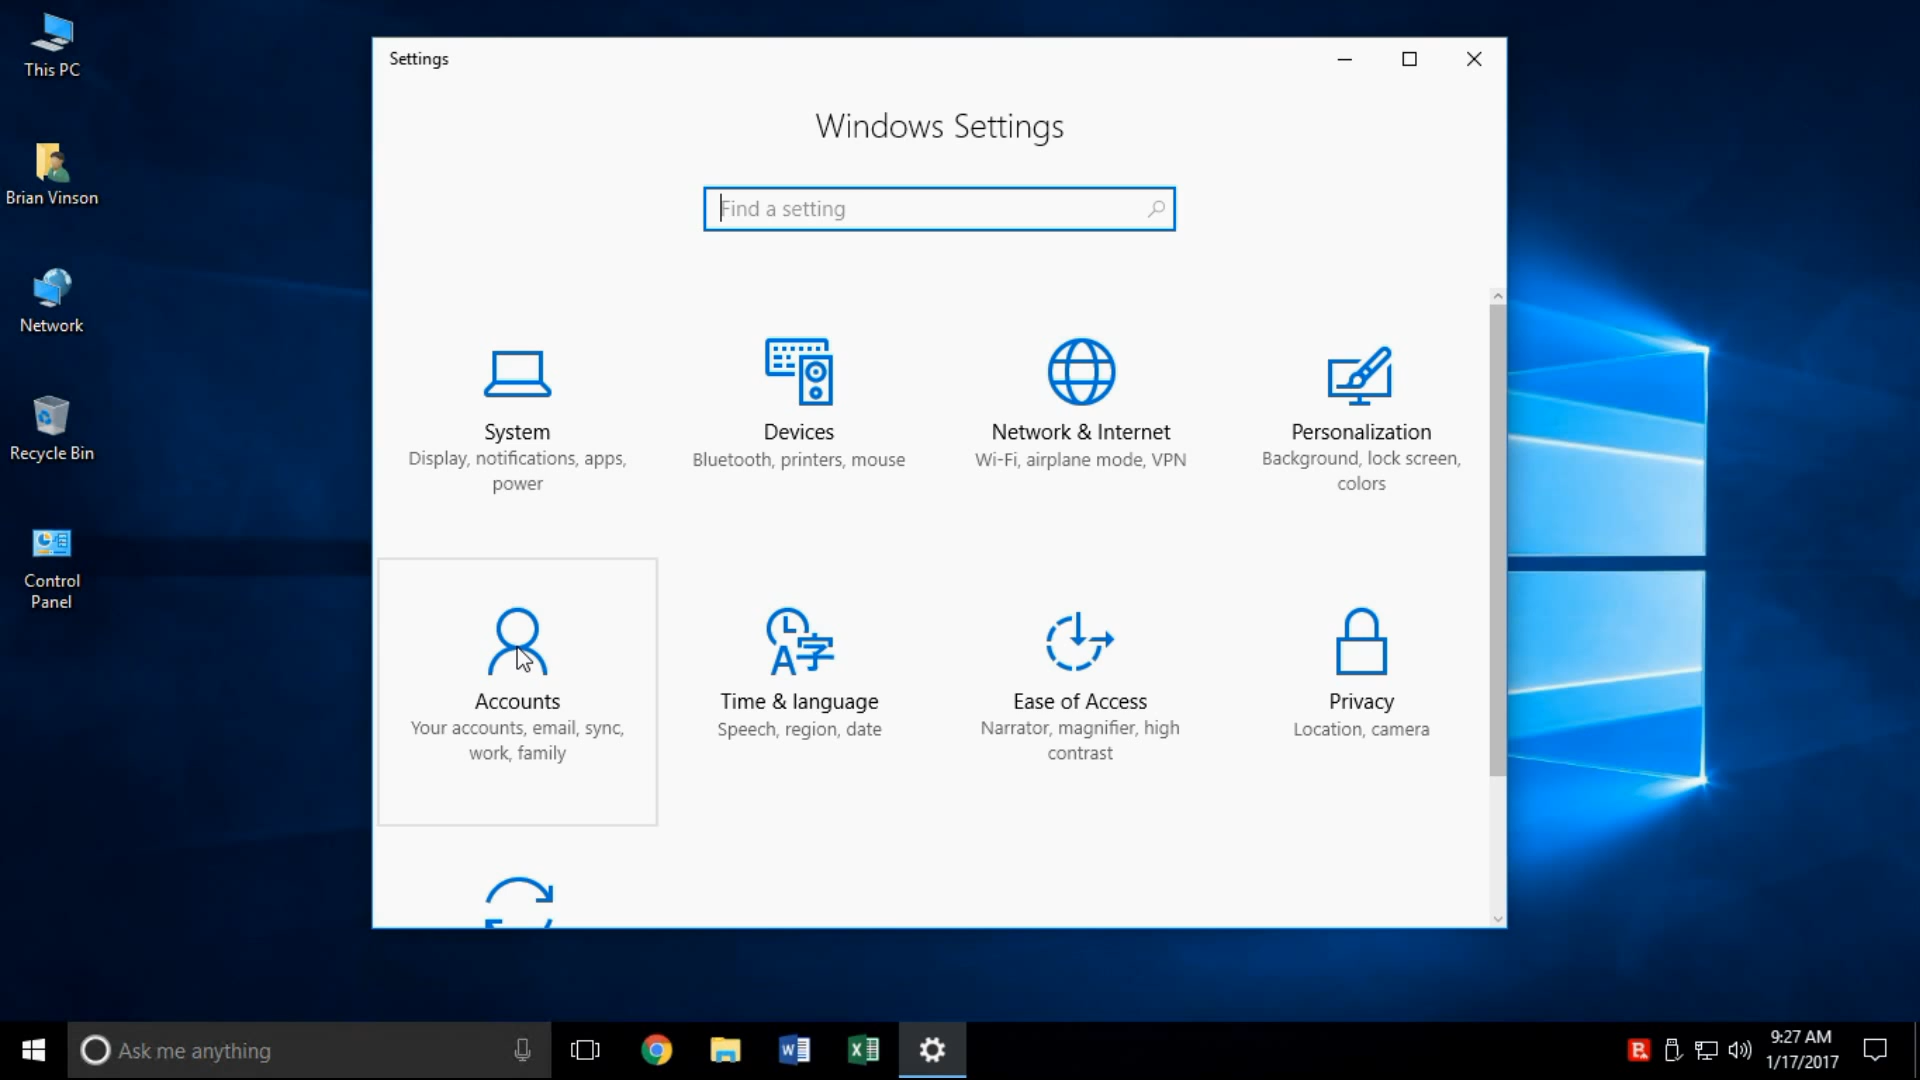 This PC
Brian Vinson
Network
Recycle Bin
Control
Panel
Settings
Windows Settings
Find a setting
System
Display, notifications, apps,
power
Devices
Bluetooth, printers, mouse
Network & Internet
Wi-Fi, airplane mode, VPN
Personalization
Background, lock screen,
colors
Accounts
Your accounts, email, sync,
work, family
Time & language
Speech, region, date
Ease of Access
Narrator, magnifier, high
contrast
Privacy
Location, camera
Ask me anything
9:27 AM
1/17/2017